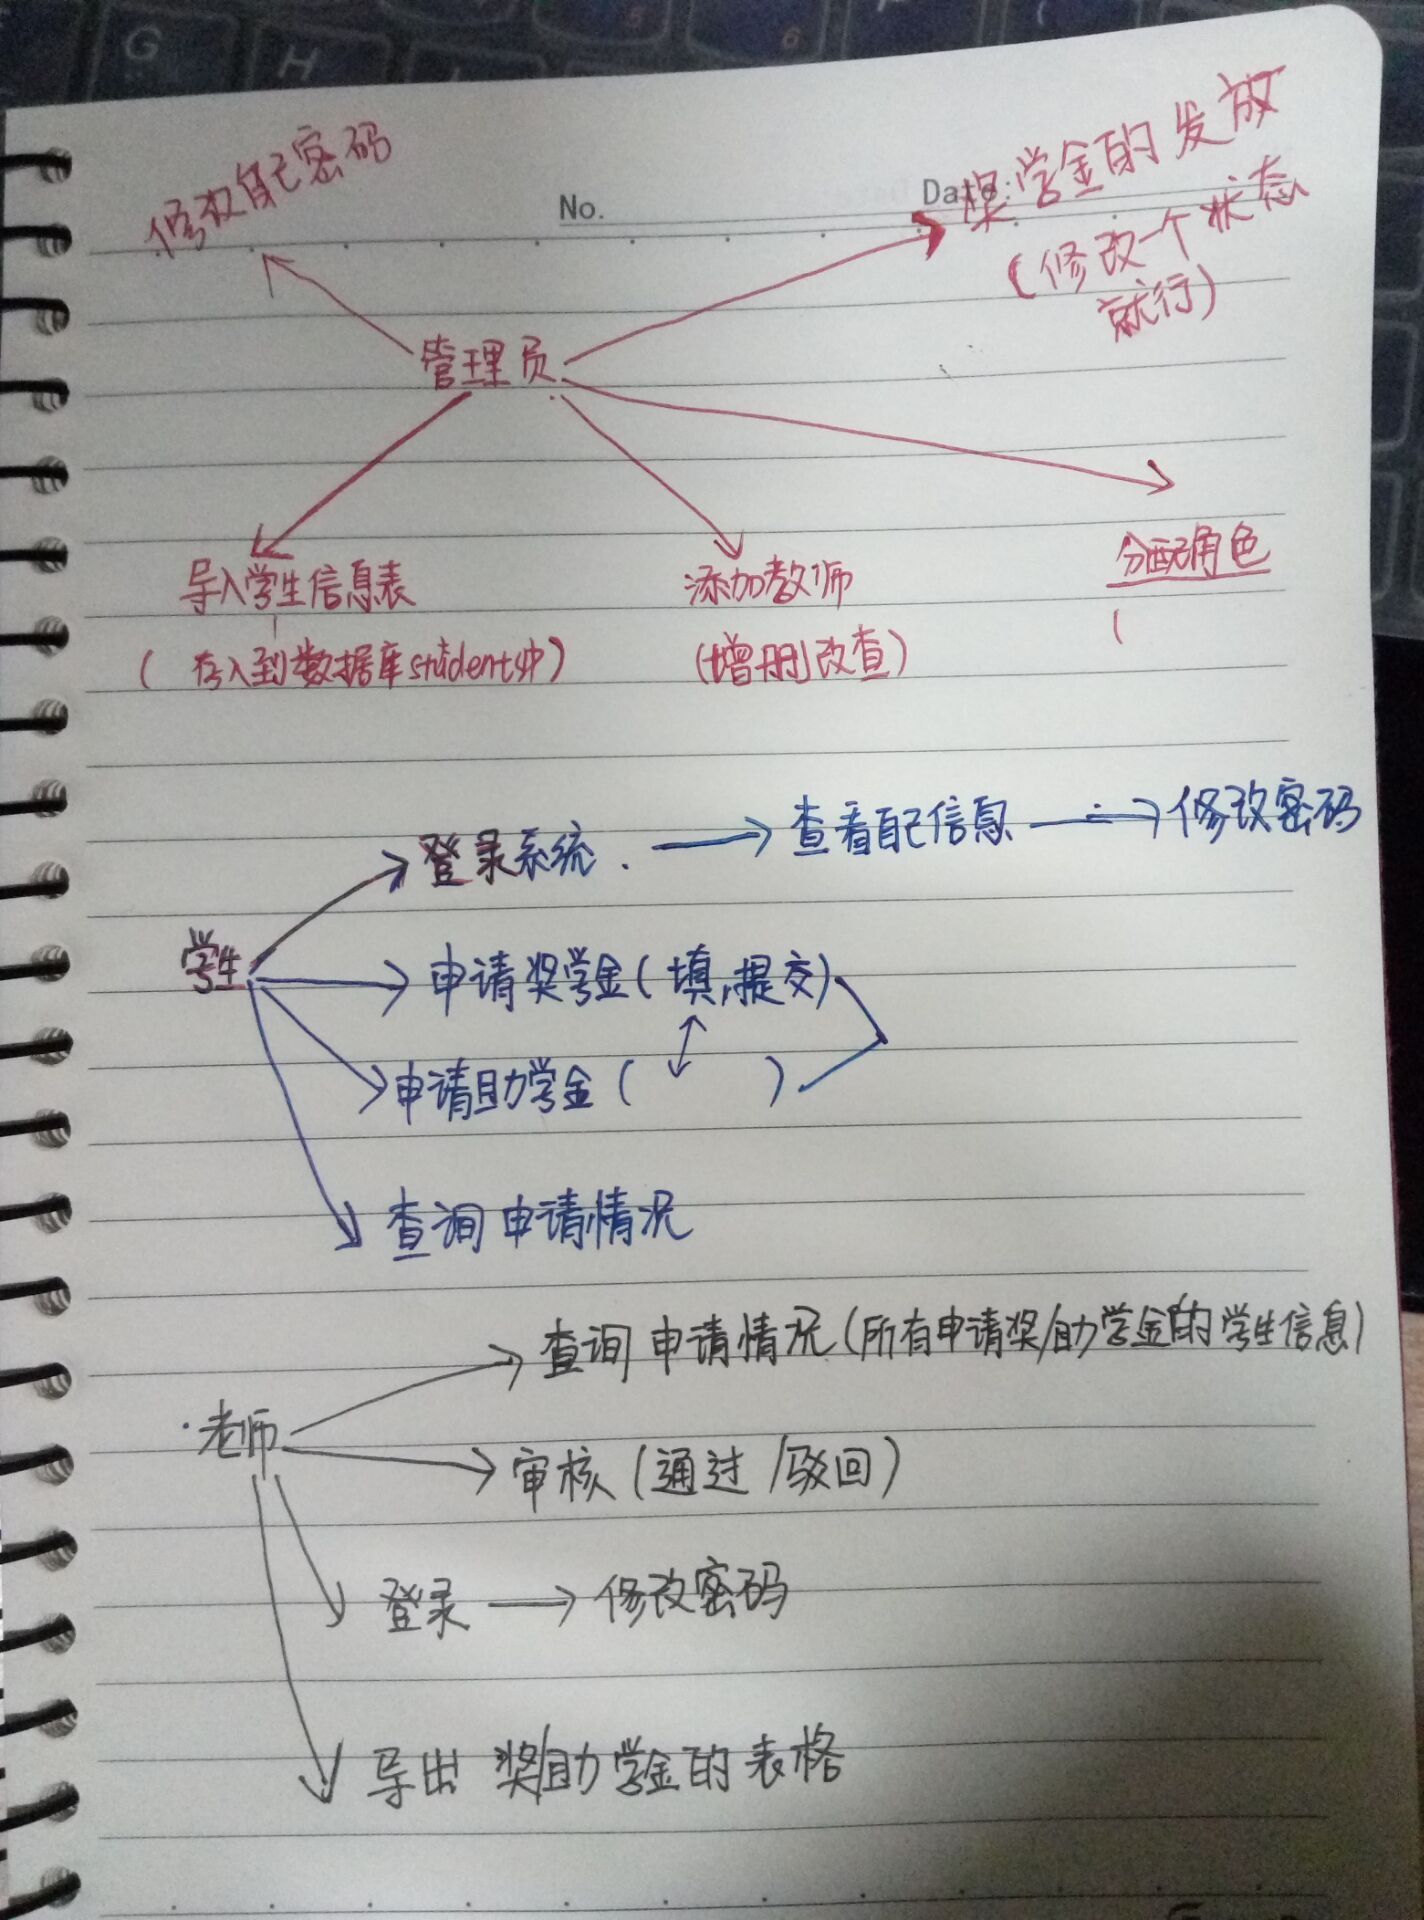 修改自己密码
No.
Date:
奖学金的发放
(修改一个状态
就行)
管理员
导入学生信息表
(存入到数据库student中)
添加教师
(增删改查)
分配角色
(
登录系统. → 查看自己信息 → 修改密码
学生
申请奖学金(填,提交)
申请助学金( )
查询申请情况
查询申请情况(所有申请奖/助学金的学生信息)
老师
审核(通过/驳回)
登录 → 修改密码
导出 奖/助学金的表格
G
H
5
6